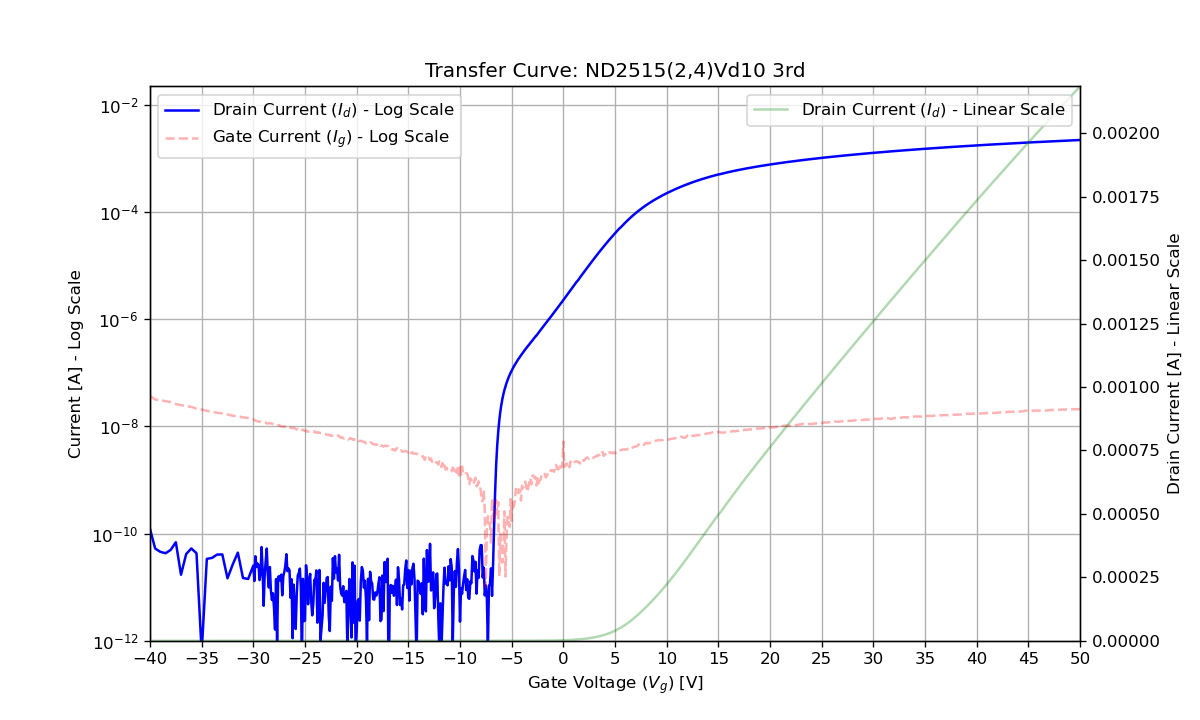 Transfer Curve: ND2515(2,4)Vd10 3rd
Drain Current (I_d) - Log Scale
Gate Current (I_g) - Log Scale
Drain Current (I_d) - Linear Scale
Current [A] - Log Scale
10^−2
10^−4
10^−6
10^−8
10^−10
10^−12
0.00200
0.00175
0.00150
0.00125
0.00100
0.00075
0.00050
0.00025
0.00000
Drain Current [A] - Linear Scale
−40 −35 −30 −25 −20 −15 −10 −5 0 5 10 15 20 25 30 35 40 45 50
Gate Voltage (V_g) [V]